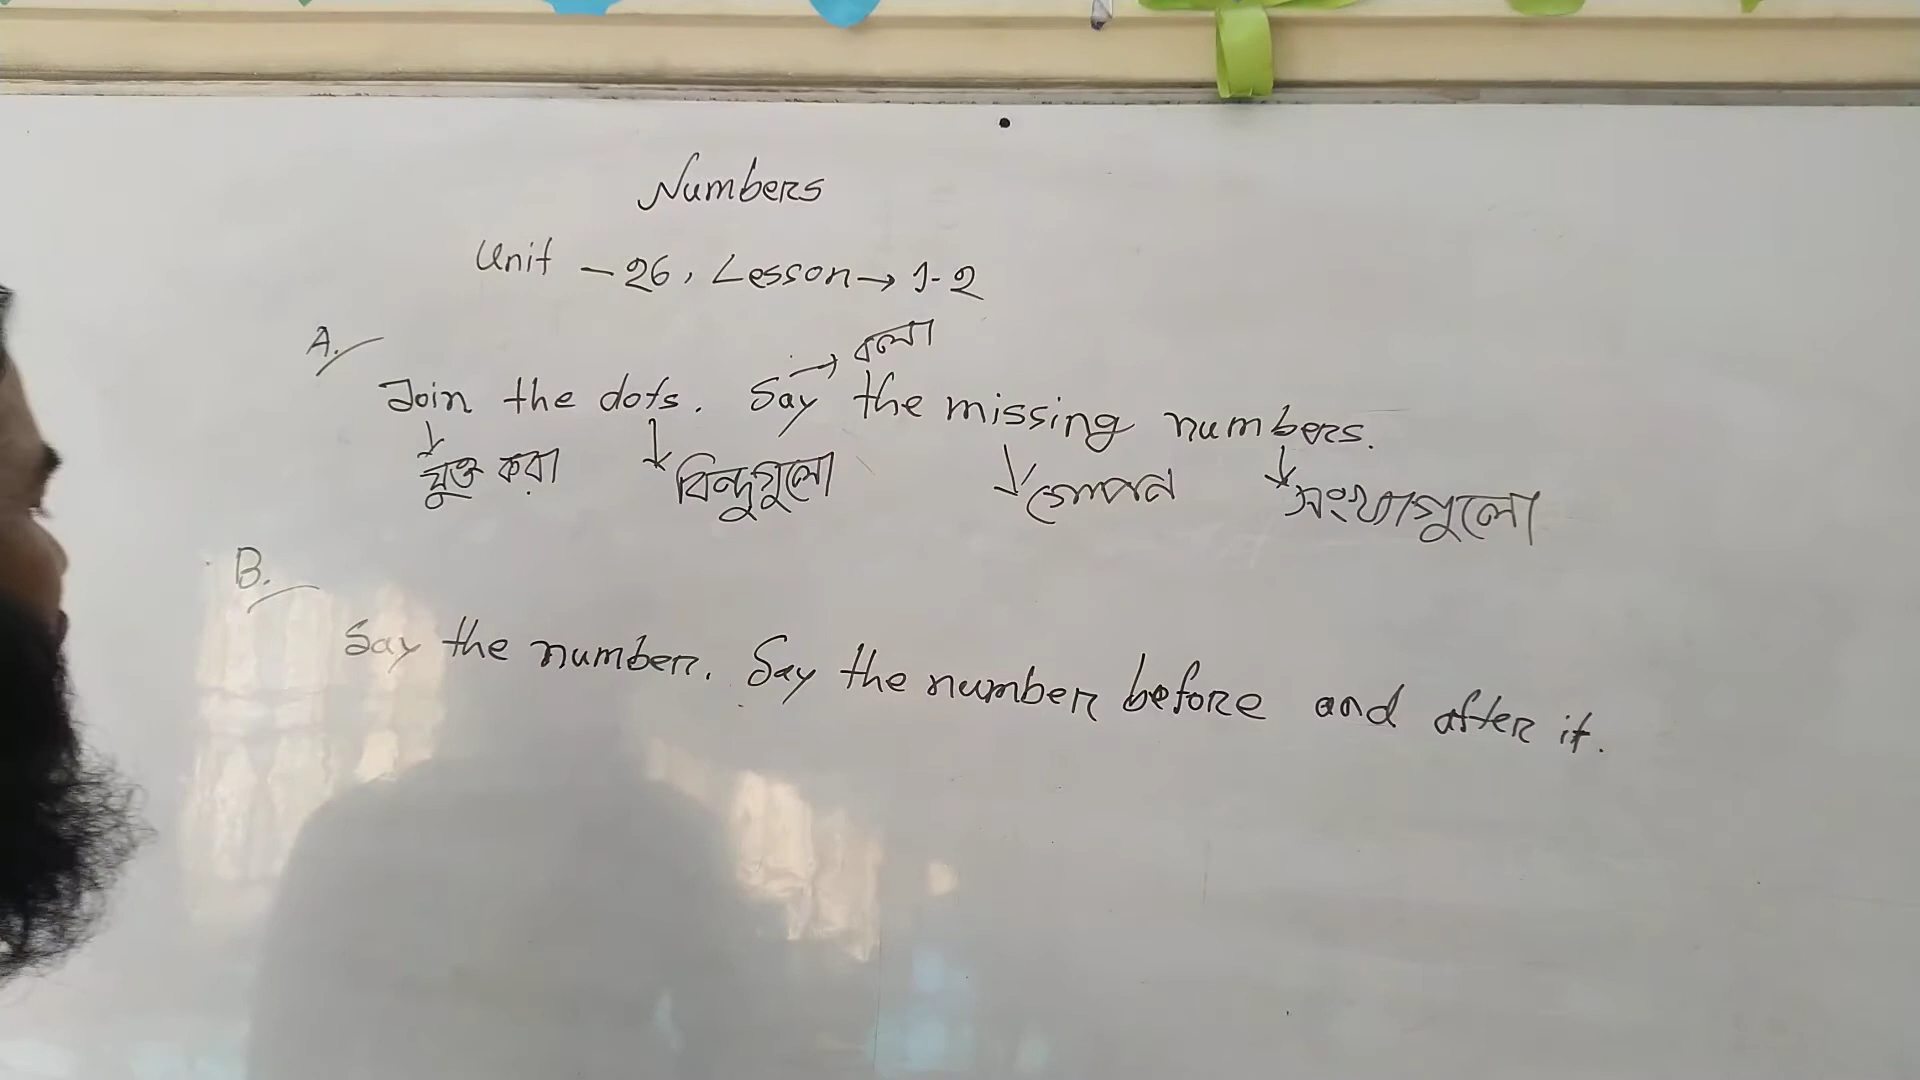 Numbers
Unit – 26, Lesson → 1-2
A.
বলা
Join the dots. Say → the missing numbers.
যুক্ত করা বিন্দুগুলো গোপন সংখ্যাগুলো
B.
Say the number. Say the number before and after it.